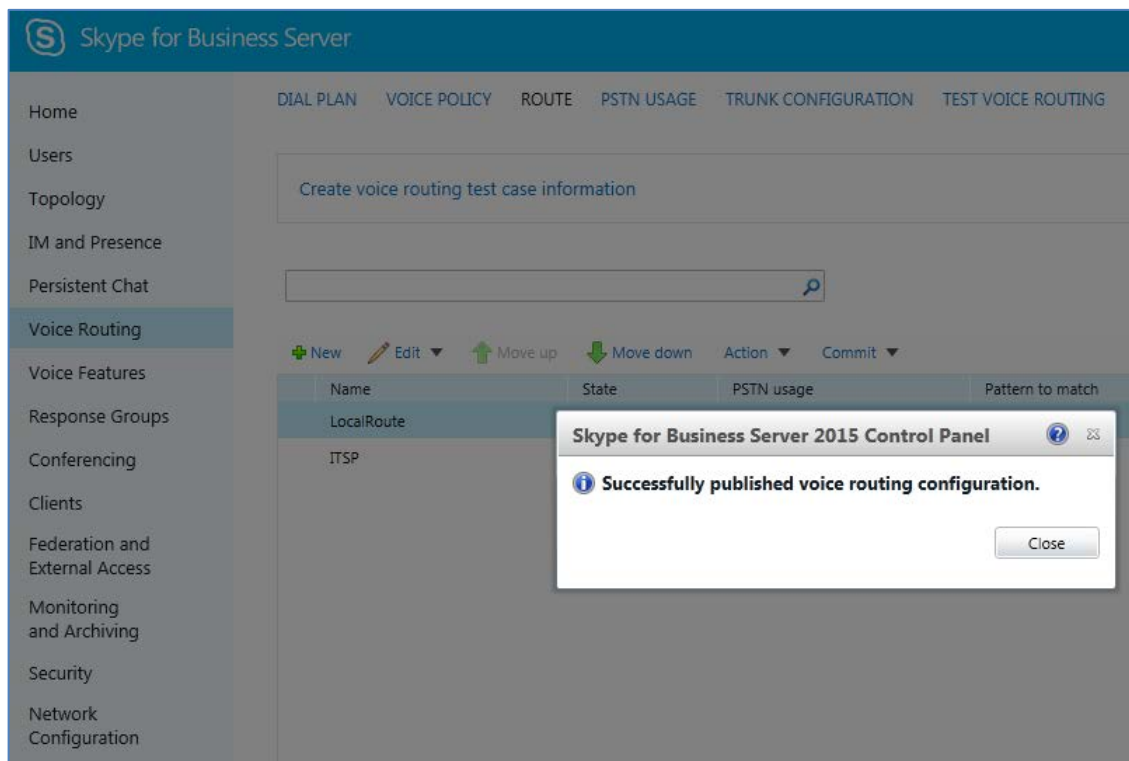 Skype for Business Server
Home
Users
Topology
IM and Presence
Persistent Chat
Voice Routing
Voice Features
Response Groups
Conferencing
Clients
Federation and
External Access
Monitoring
and Archiving
Security
Network
Configuration
DIAL PLAN VOICE POLICY ROUTE PSTN USAGE TRUNK CONFIGURATION TEST VOICE ROUTING
Create voice routing test case information
New Edit Move up Move down Action Commit
Name State PSTN usage Pattern to match
LocalRoute
ITSP
Skype for Business Server 2015 Control Panel
Successfully published voice routing configuration.
Close